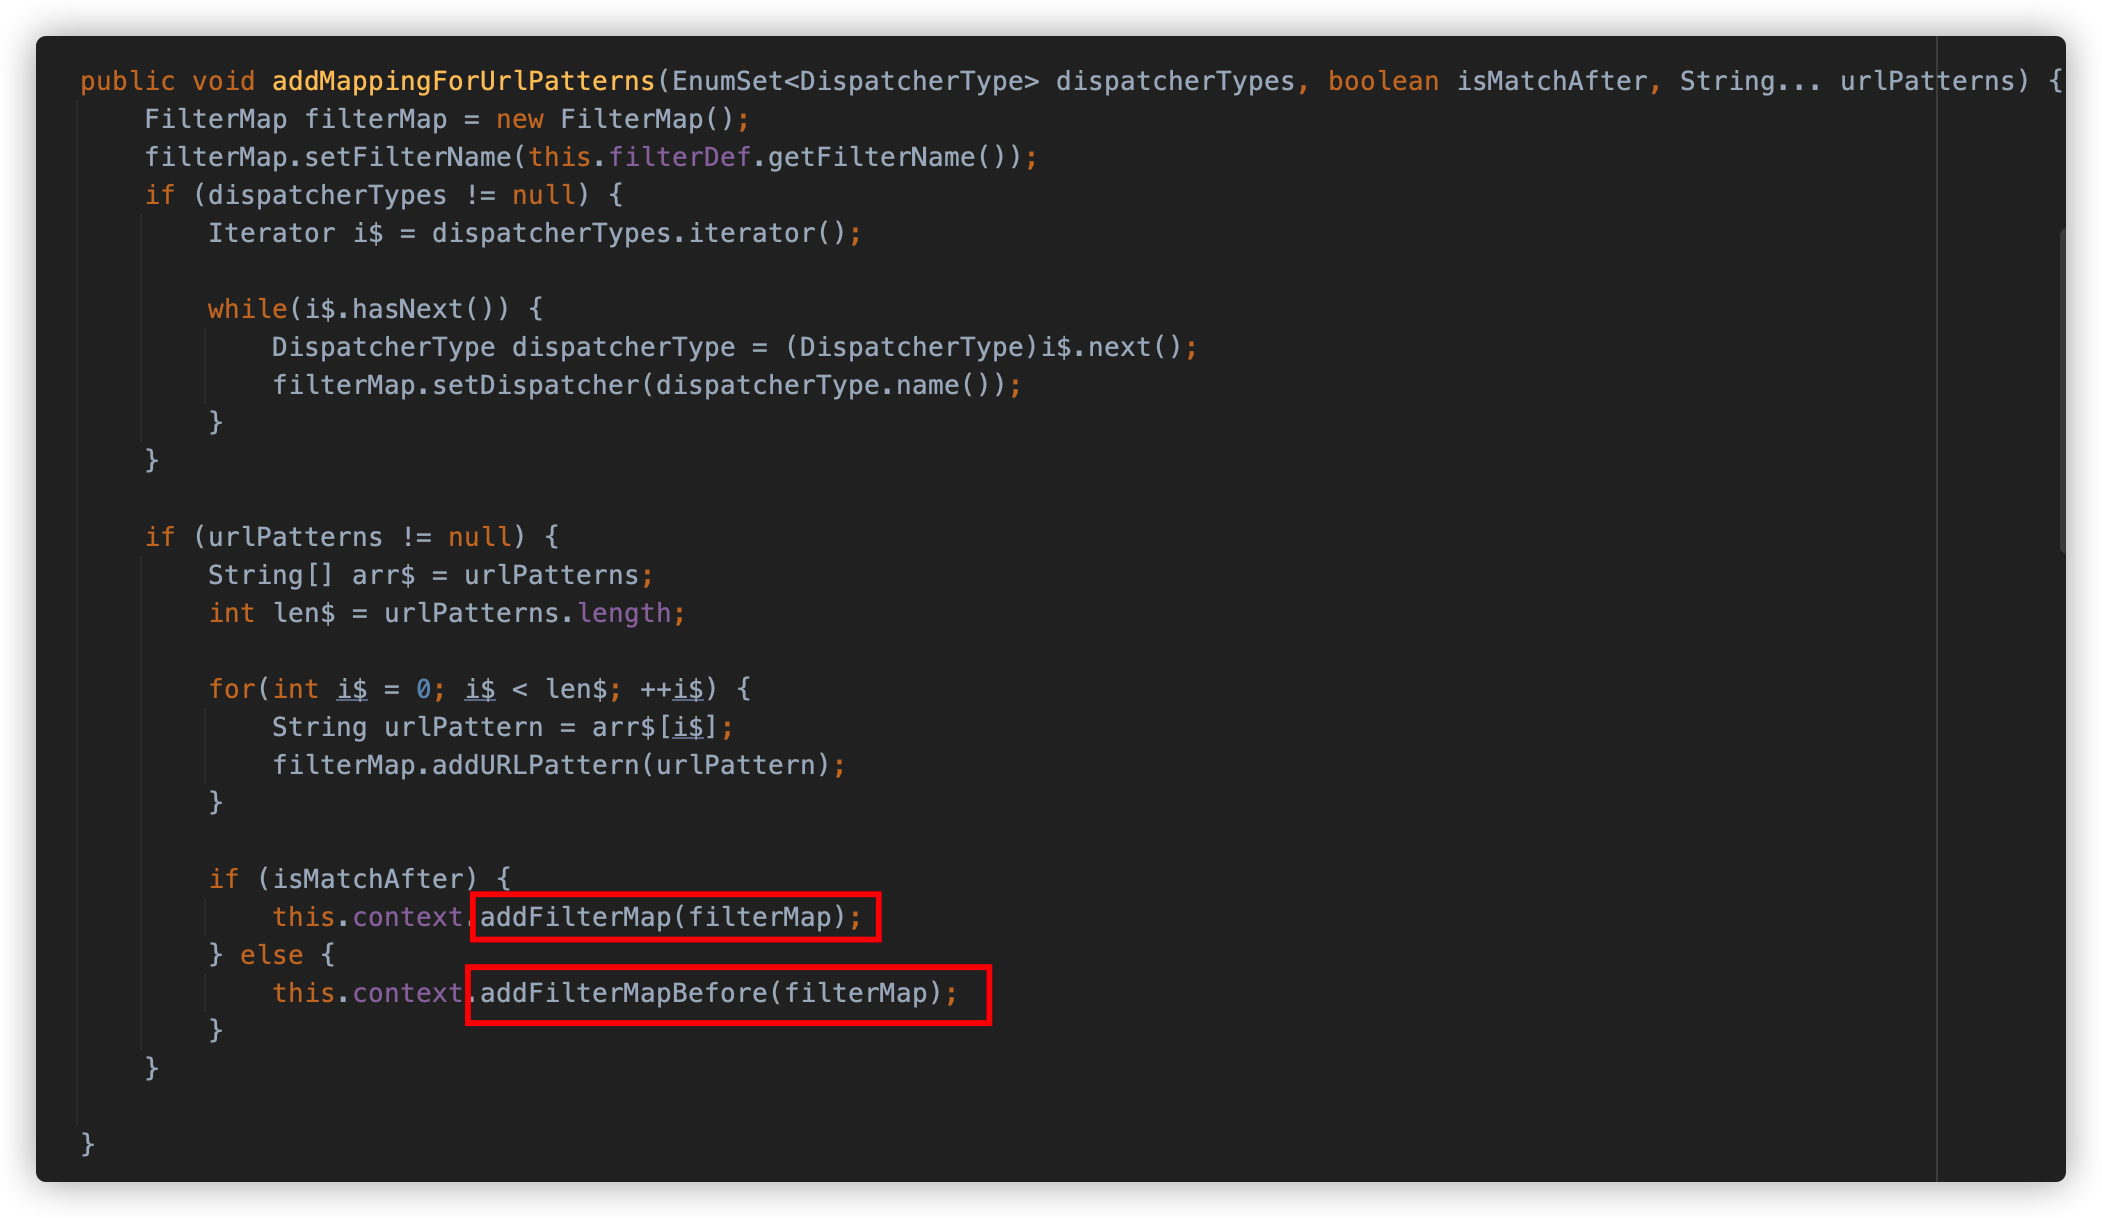 public void addMappingForUrlPatterns(EnumSet<DispatcherType> dispatcherTypes, boolean isMatchAfter, String... urlPatterns) {
    FilterMap filterMap = new FilterMap();
    filterMap.setFilterName(this.filterDef.getFilterName());
    if (dispatcherTypes != null) {
        Iterator i$ = dispatcherTypes.iterator();

        while(i$.hasNext()) {
            DispatcherType dispatcherType = (DispatcherType)i$.next();
            filterMap.setDispatcher(dispatcherType.name());
        }
    }

    if (urlPatterns != null) {
        String[] arr$ = urlPatterns;
        int len$ = urlPatterns.length;

        for(int i$ = 0; i$ < len$; ++i$) {
            String urlPattern = arr$[i$];
            filterMap.addURLPattern(urlPattern);
        }

        if (isMatchAfter) {
            this.context.addFilterMap(filterMap);
        } else {
            this.context.addFilterMapBefore(filterMap);
        }
    }

}